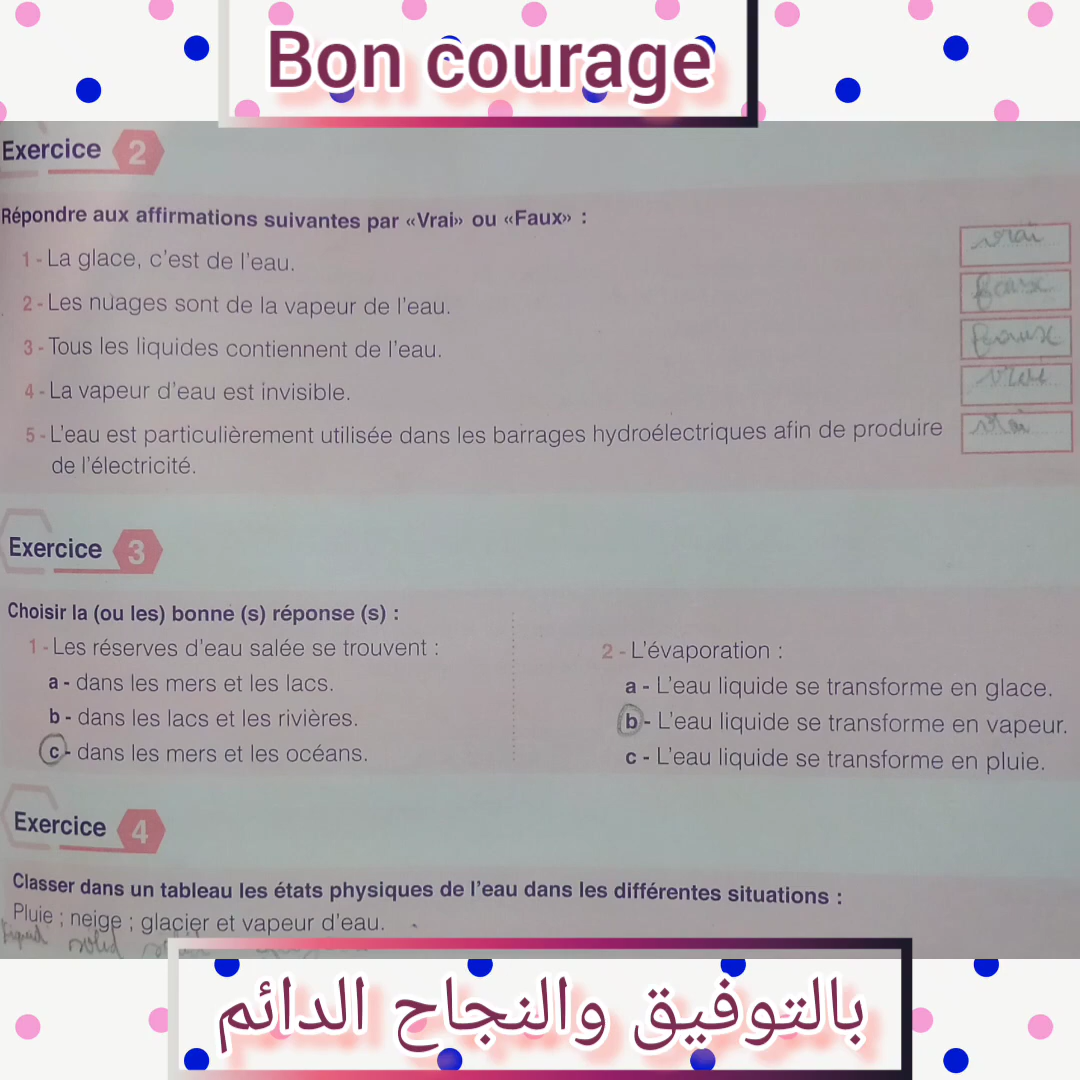 Bon courage
Exercice 2
Répondre aux affirmations suivantes par «Vrai» ou «Faux» :
1 - La glace, c'est de l'eau.
vrai
2 - Les nuages sont de la vapeur de l'eau.
faux
3 - Tous les liquides contiennent de l'eau.
faux
4 - La vapeur d'eau est invisible.
vrai
5 - L'eau est particulièrement utilisée dans les barrages hydroélectriques afin de produire
de l'électricité.
vrai
Exercice 3
Choisir la (ou les) bonne (s) réponse (s) :
1 - Les réserves d'eau salée se trouvent :
a - dans les mers et les lacs.
b - dans les lacs et les rivières.
c - dans les mers et les océans.
2 - L'évaporation :
a - L'eau liquide se transforme en glace.
b - L'eau liquide se transforme en vapeur.
c - L'eau liquide se transforme en pluie.
Exercice 4
Classer dans un tableau les états physiques de l'eau dans les différentes situations :
Pluie ; neige ; glacier et vapeur d'eau.
solid
بالتوفيق والنجاح الدائم